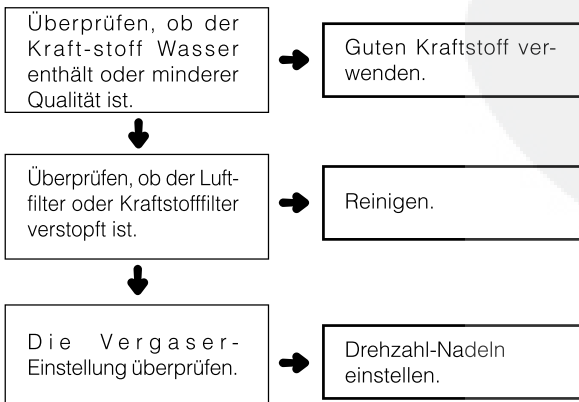 Überprüfen, ob der
Kraft-stoff Wasser
enthält oder minderer
Qualität ist.
Guten Kraftstoff ver-
wenden.
Überprüfen, ob der Luft-
filter oder Kraftstofffilter
verstopft ist.
Reinigen.
Die Vergaser-
Einstellung überprüfen.
Drehzahl-Nadeln
einstellen.